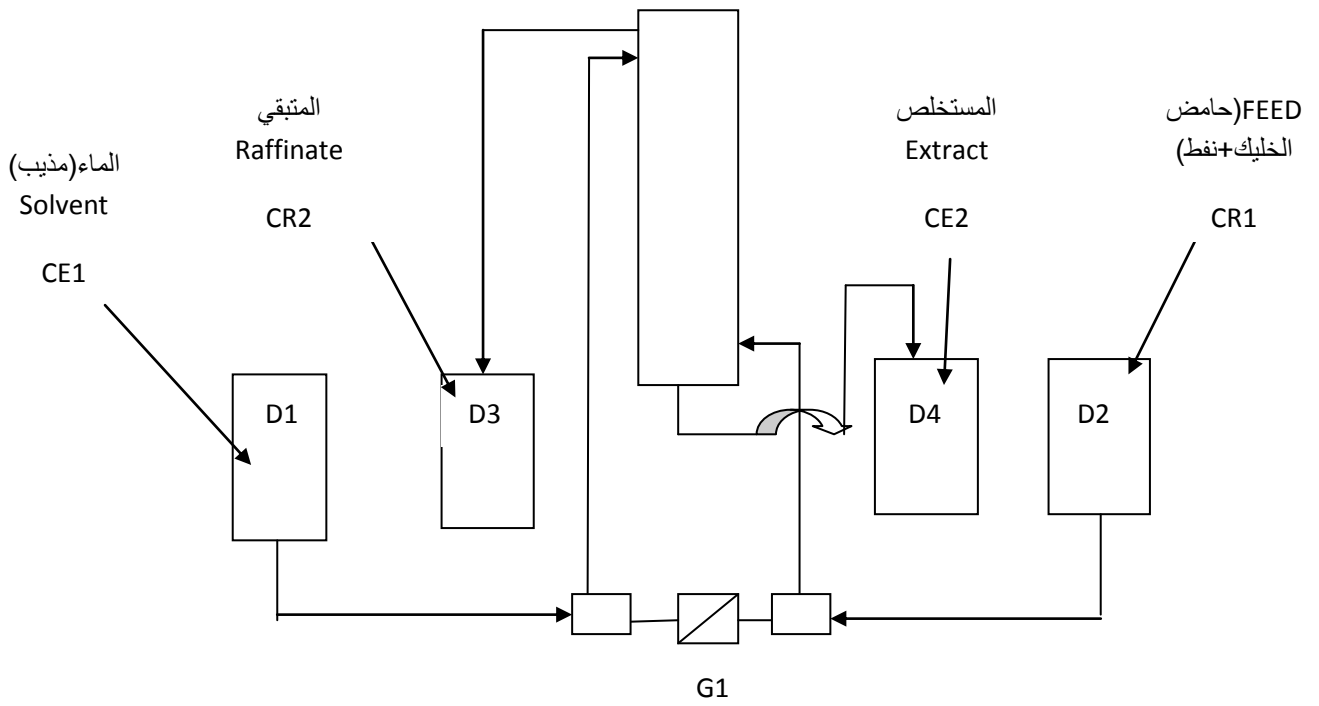 الماء(مذيب)
Solvent
CE1
المتبقي
Raffinate
CR2
المستخلص
Extract
CE2
FEED(حامض
الخليك+نفط)
CR1
D1
D3
D4
D2
G1